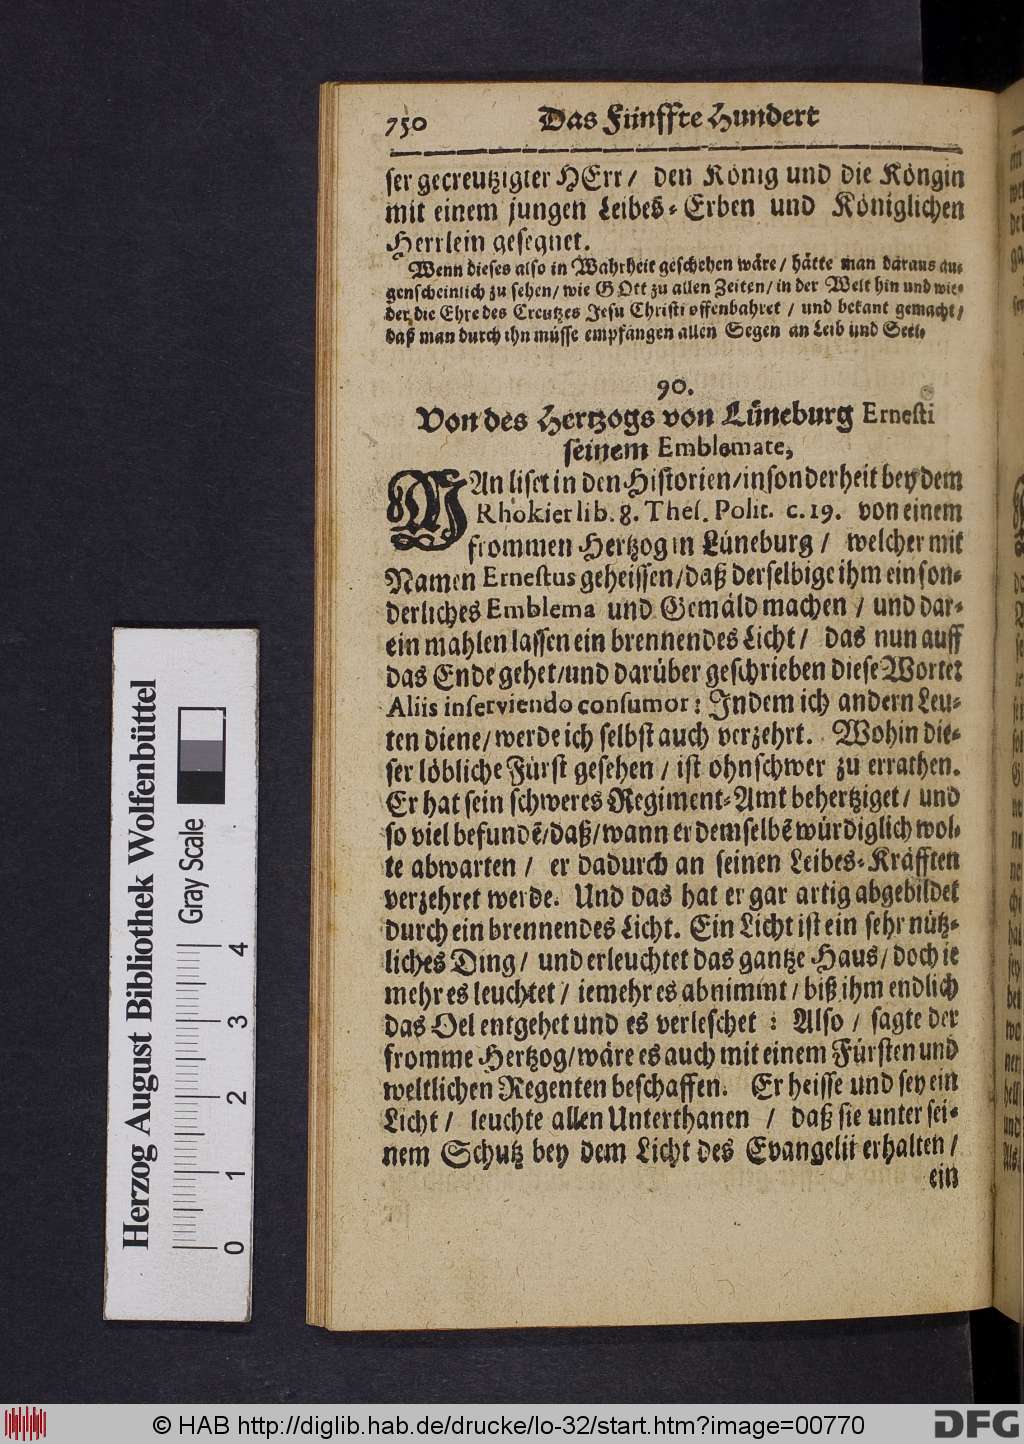 750 Das Fünffte Hundert
ser gecreutzigter HErr / den König und die Köngin
mit einem jungen Leibes-Erben und Königlichen
Herrlein gesegnet.
Wenn dieses also in Wahrheit geschehen wäre / hätte man daraus au-
genscheinlich zu sehen / wie GOtt zu allen Zeiten / in der Welt hin und wie-
der die Ehre des Creutzes Jesu Christi offenbahret / und bekant gemacht /
daß man durch ihn müsse empfangen allen Segen an Leib und Seel.
90.
Von des Hertzogs von Lüneburg Ernesti
seinem Emblemate,
MAn liset in den Historien / insonderheit bey dem
Rhokier lib. 8. Thes. Polit. c. 19. von einem
frommen Hertzog in Lüneburg / welcher mit
Namen Ernestus geheissen / daß derselbige ihm ein son-
derliches Emblema und Gemäld machen / und dar-
ein mahlen lassen ein brennendes Licht / das nun auff
das Ende gehet / und darüber geschrieben diese Worte:
Aliis inserviendo consumor: Indem ich andern Leu-
ten diene / werde ich selbst auch verzehrt. Wohin die-
ser löbliche Fürst gesehen / ist ohnschwer zu errathen.
Er hat sein schweres Regiment-Amt behertziget / und
so viel befundē / daß / wann er demselbē würdiglich wol-
te abwarten / er dadurch an seinen Leibes-Kräfften
verzehret werde. Und das hat er gar artig abgebildet
durch ein brennendes Licht. Ein Licht ist ein sehr nütz-
liches Ding / und erleuchtet das gantze Haus / doch ie
mehr es leuchtet / iemehr es abnimmt / biß ihm endlich
das Oel entgehet und es verleschet: Also / sagte der
fromme Hertzog / wäre es auch mit einem Fürsten und
weltlichen Regenten beschaffen. Er heisse und sey ein
Licht / leuchte allen Unterthanen / daß sie unter sei-
nem Schutz bey dem Licht des Evangelii erhalten /
ein
Herzog August Bibliothek Wolfenbüttel
Gray Scale
0 1 2 3 4
© HAB http://diglib.hab.de/drucke/lo-32/start.htm?image=00770
DFG